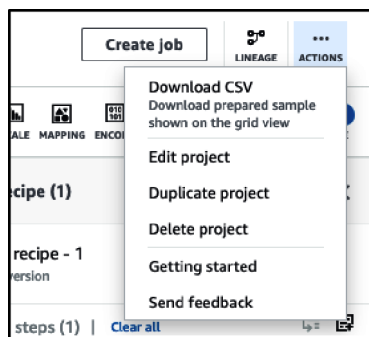 Create job
LINEAGE
ACTIONS
Download CSV
Download prepared sample
shown on the grid view
MAPPING
Edit project
(1)
Duplicate project
Delete project
recipe - 1
Getting started
Send feedback
steps (1) | Clear all